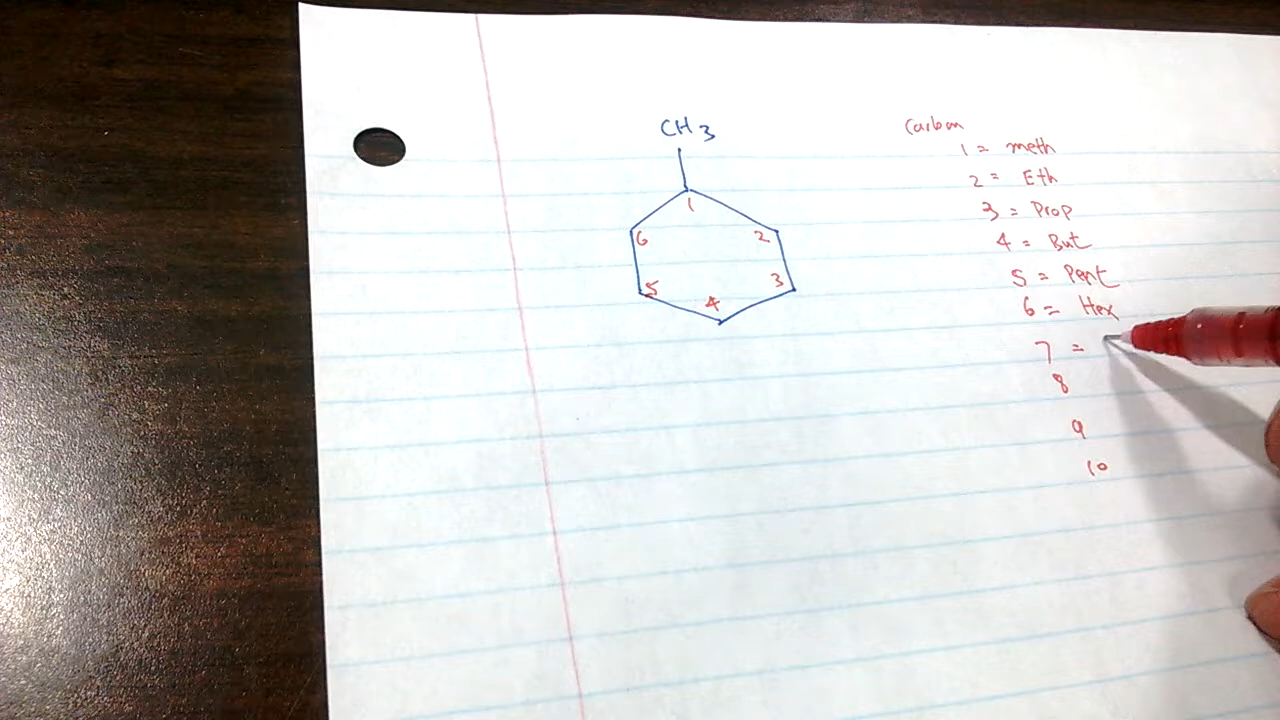 CH3
1
2
3
4
5
6
Carbon
1 = meth
2 = Eth
3 = Prop
4 = But
5 = Pent
6 = Hex
7 =
8
9
10